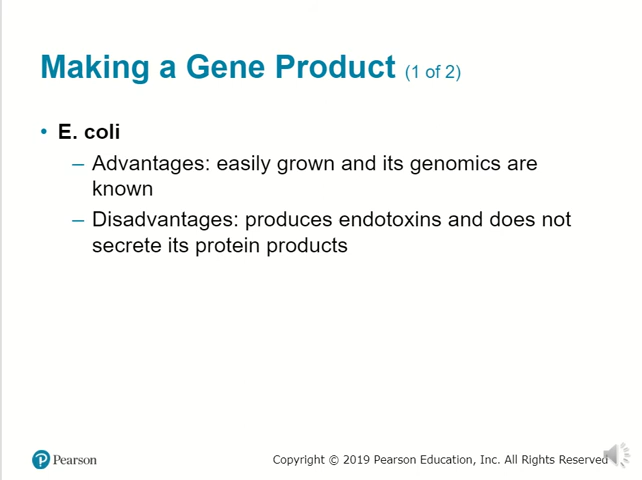 Making a Gene Product (1 of 2)
• E. coli
– Advantages: easily grown and its genomics are
known
– Disadvantages: produces endotoxins and does not
secrete its protein products
Pearson
Copyright © 2019 Pearson Education, Inc. All Rights Reserved